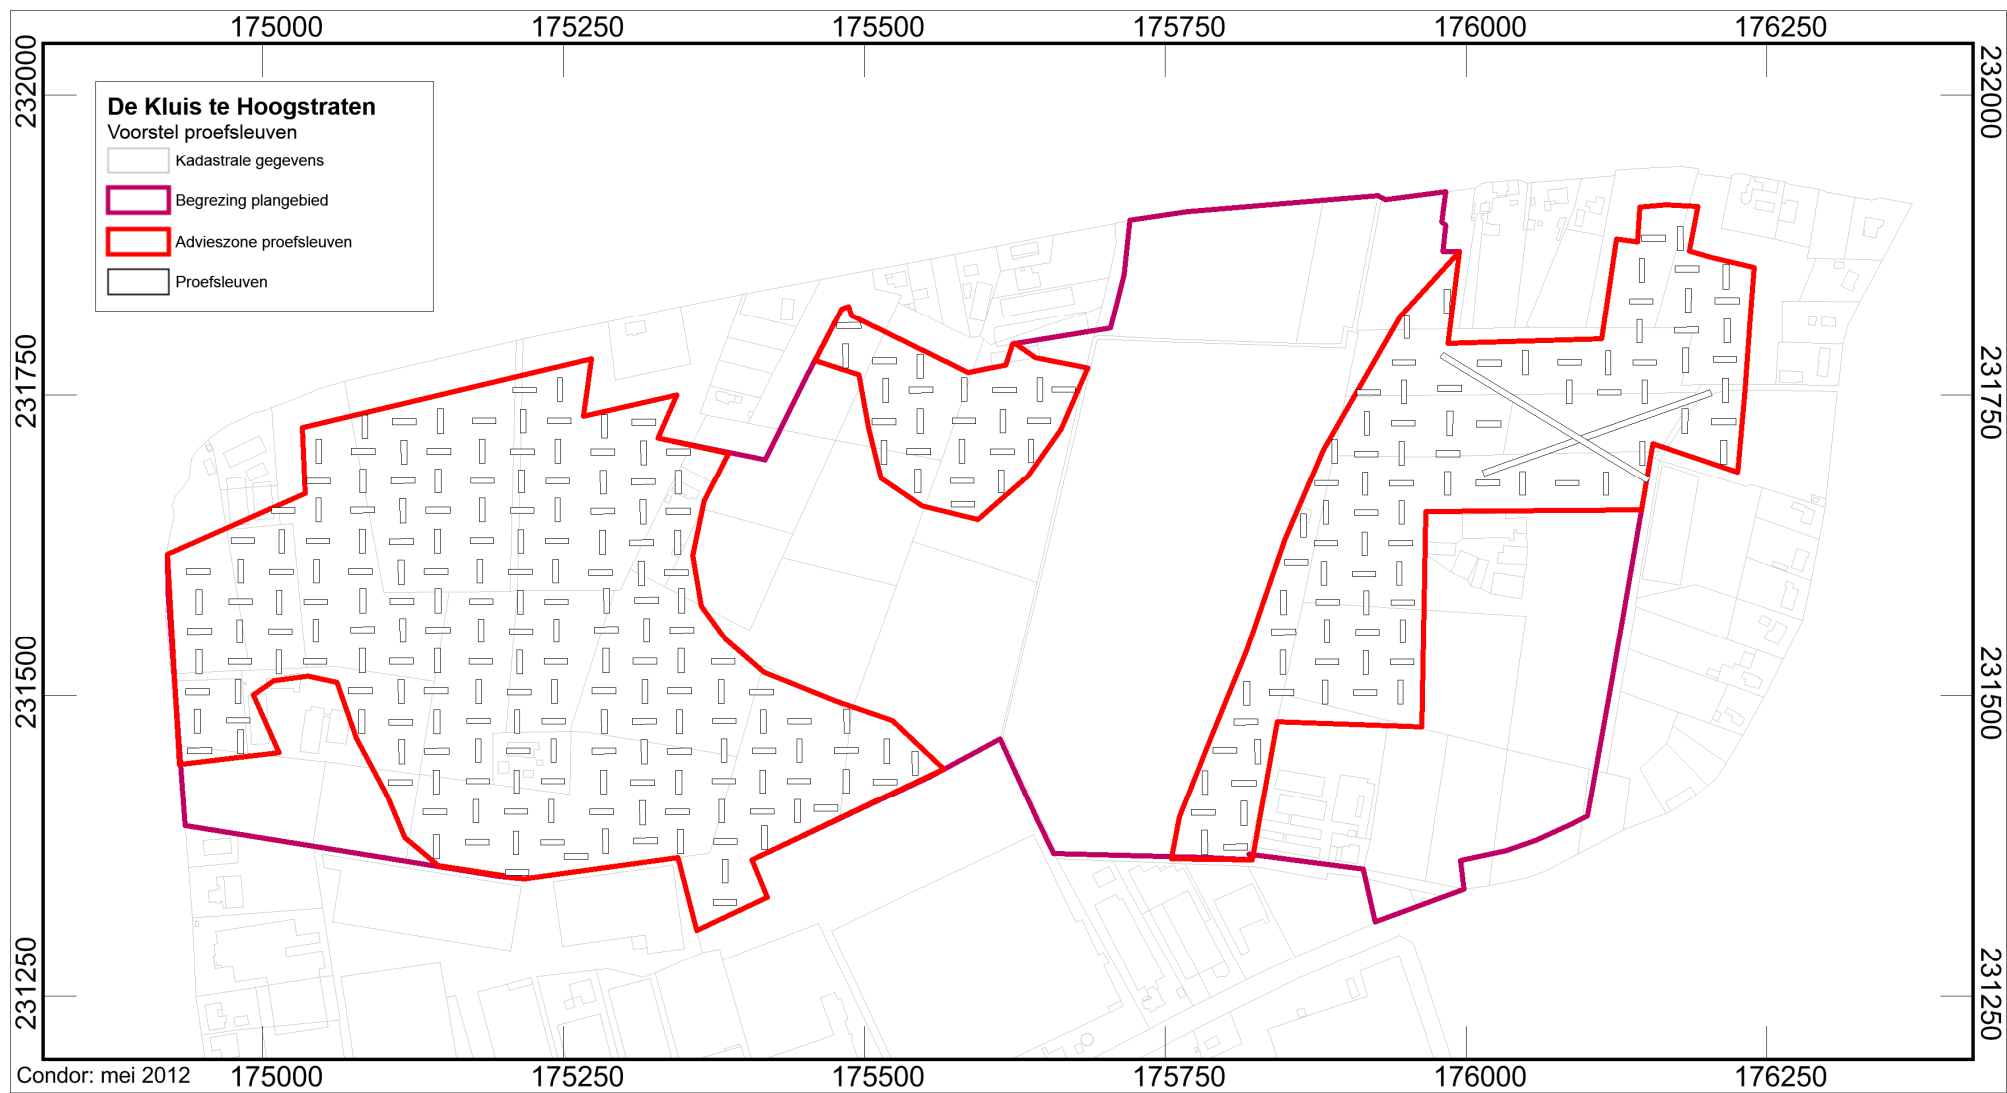 175000 175250 175500 175750 176000 176250
232000
231750
231500
231250
De Kluis te Hoogstraten
Voorstel proefsleuven
Kadastrale gegevens
Begrezing plangebied
Advieszone proefsleuven
Proefsleuven
232000
231750
231500
231250
Condor: mei 2012
175000 175250 175500 175750 176000 176250